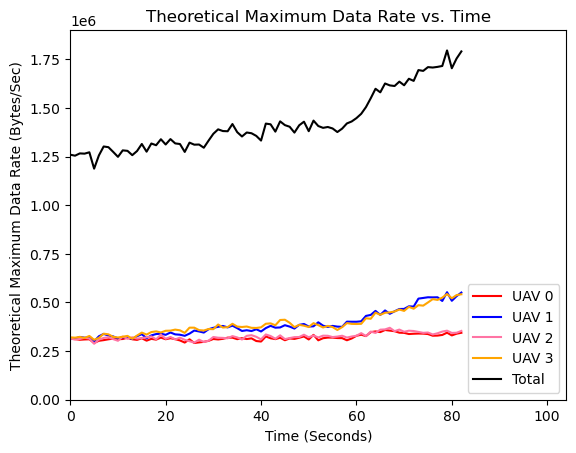 Theoretical Maximum Data Rate vs. Time
1e6
Theoretical Maximum Data Rate (Bytes/Sec)
1.75
1.50
1.25
1.00
0.75
0.50
0.25
0.00
0 20 40 60 80 100
Time (Seconds)
UAV 0
UAV 1
UAV 2
UAV 3
Total